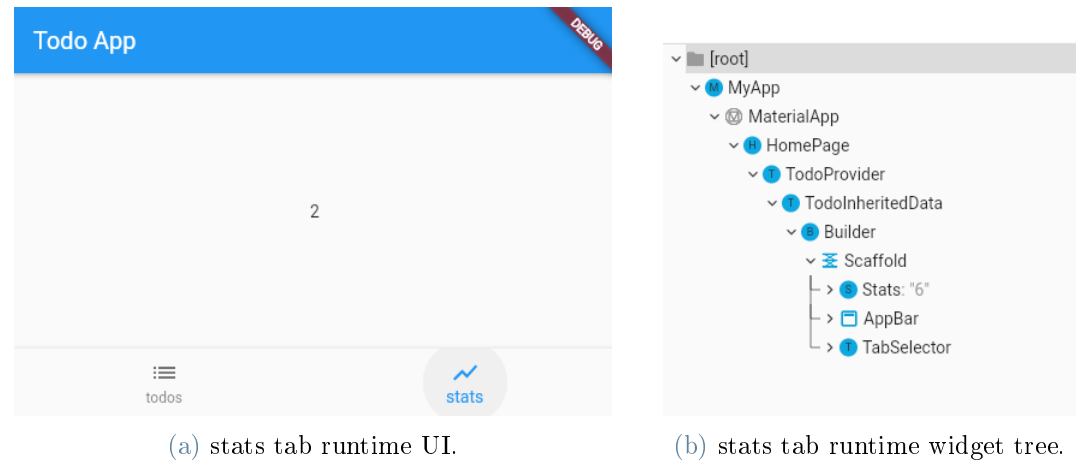 Todo App
DEBUG
2
todos
stats
[root]
M MyApp
MaterialApp
H HomePage
T TodoProvider
T TodoInheritedData
B Builder
Scaffold
S Stats: "6"
AppBar
T TabSelector
(a) stats tab runtime UI.
(b) stats tab runtime widget tree.